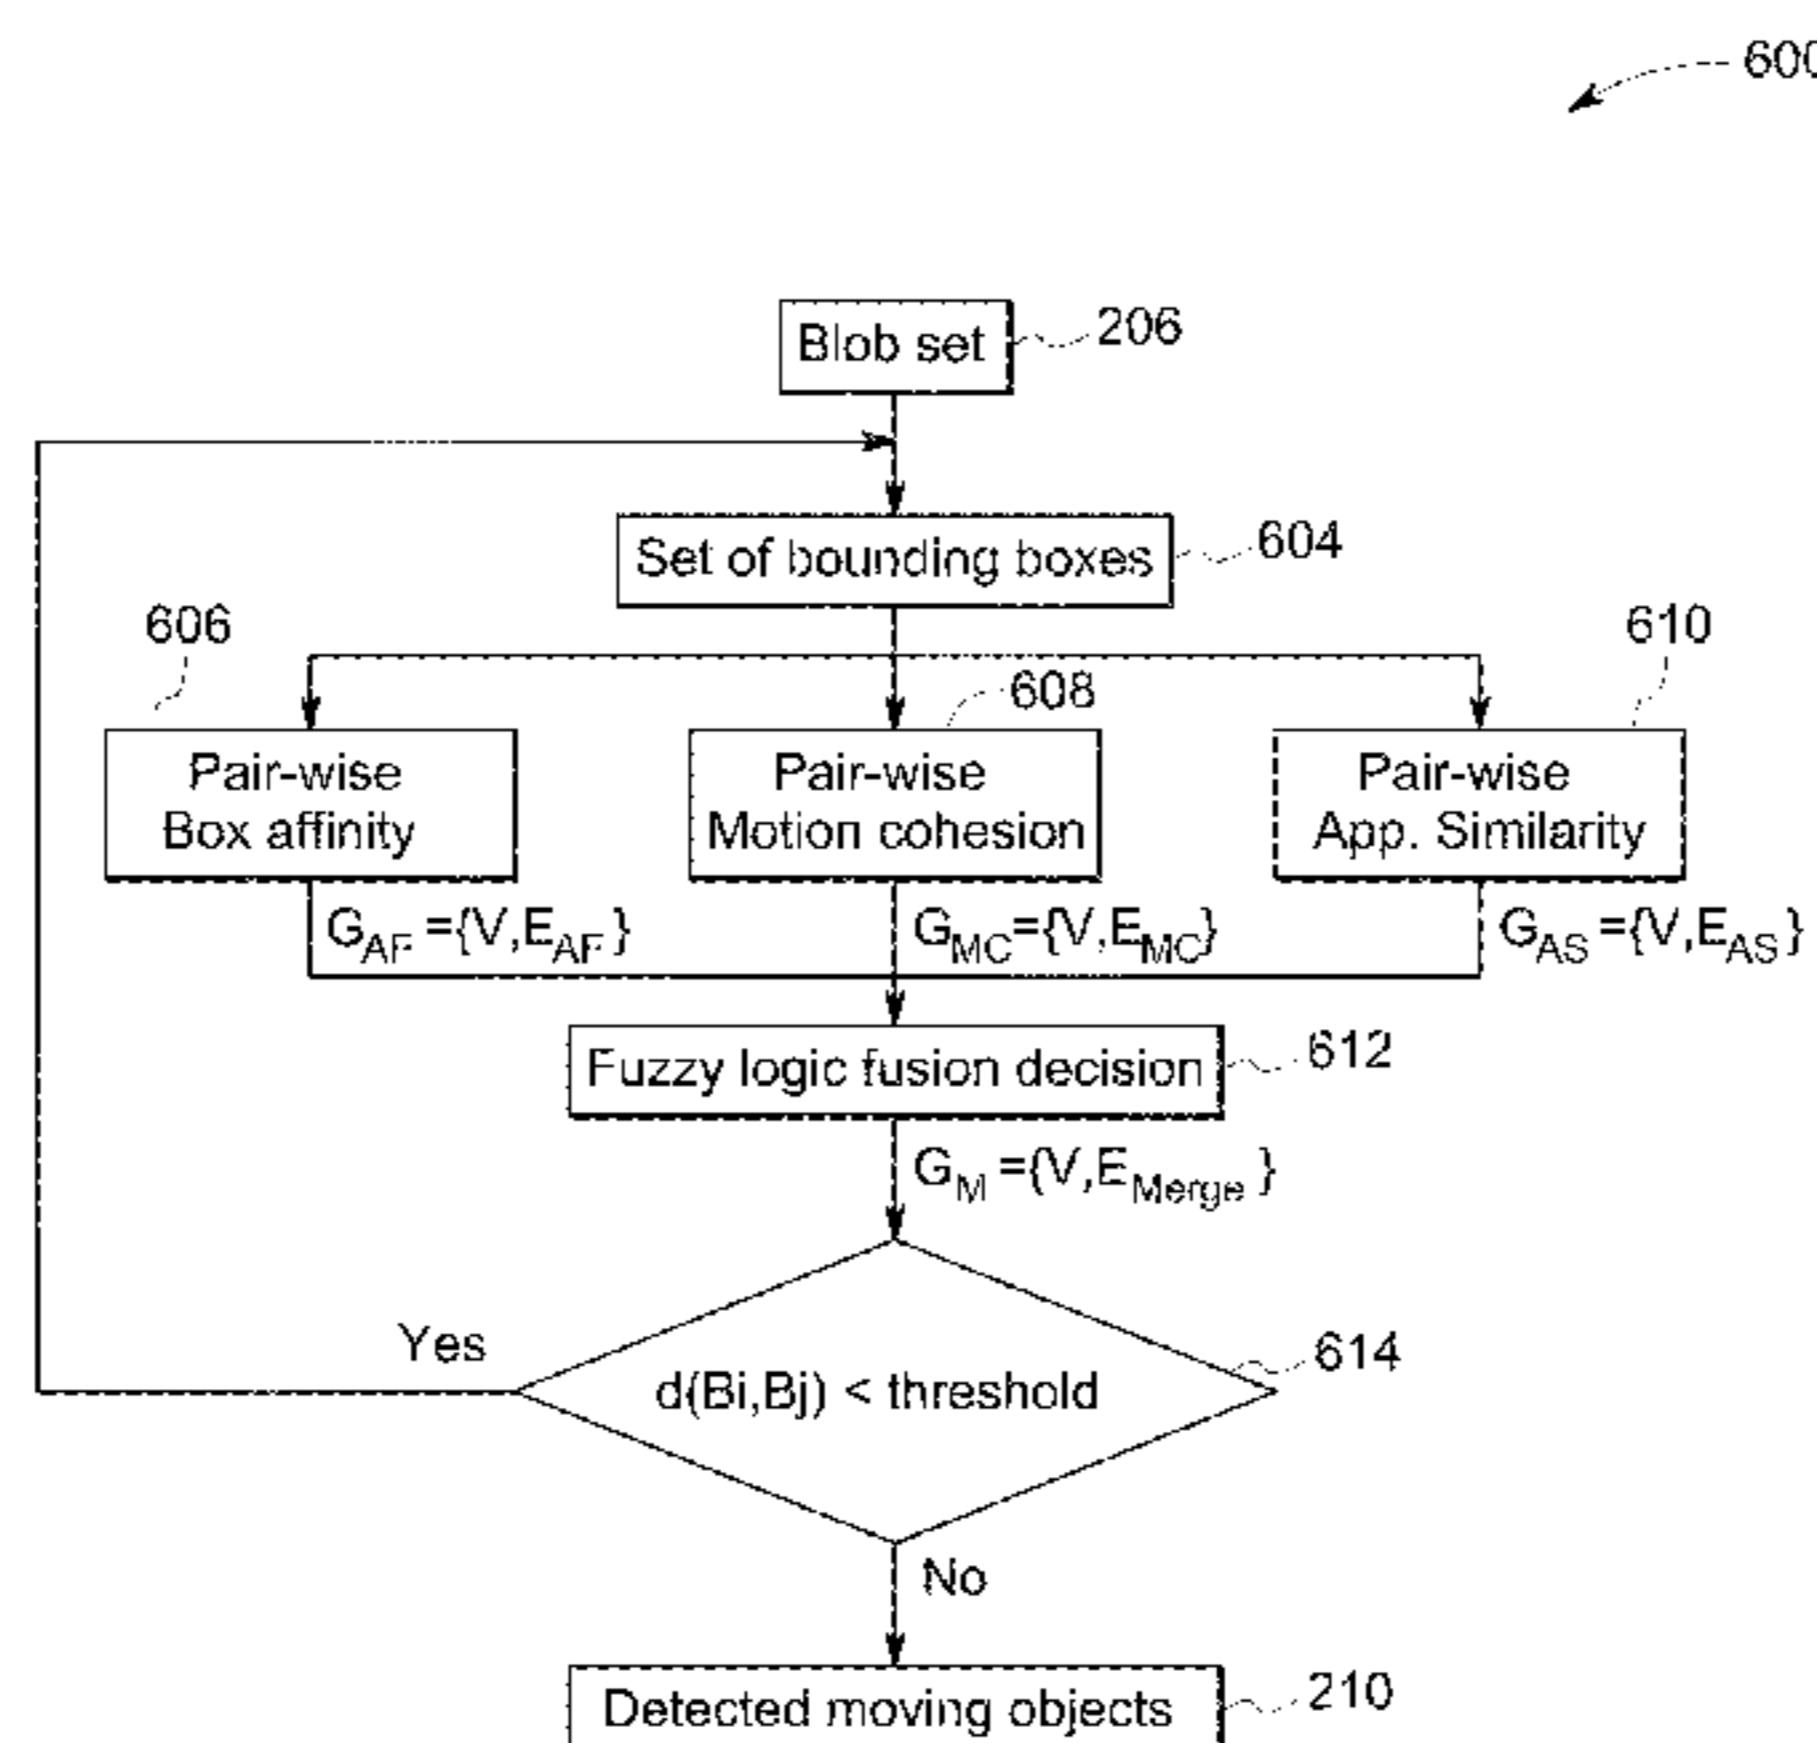 600
Blob set
206
Set of bounding boxes
604
606
608
610
Pair-wise
Box affinity
Pair-wise
Motion cohesion
Pair-wise
App. Similarity
G_AF ={V,E_AF }
G_MC={V,E_MC}
G_AS ={V,E_AS }
Fuzzy logic fusion decision
612
G_M ={V,E_Merge }
Yes
d(Bi,Bj) < threshold
614
No
Detected moving objects
210